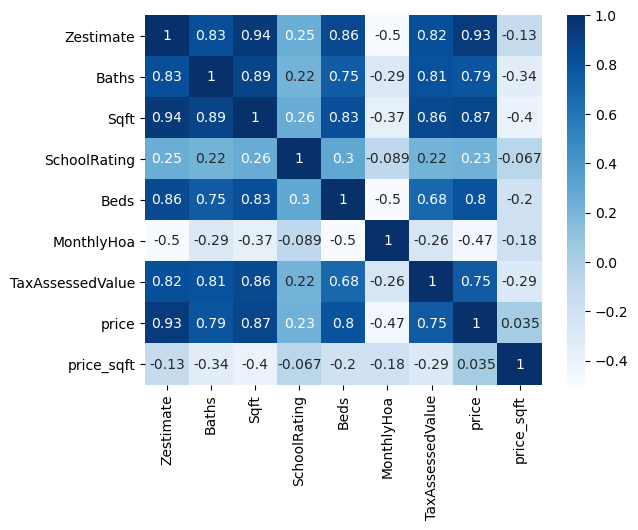 Zestimate 1 0.83 0.94 0.25 0.86 -0.5 0.82 0.93 -0.13
Baths 0.83 1 0.89 0.22 0.75 -0.29 0.81 0.79 -0.34
Sqft 0.94 0.89 1 0.26 0.83 -0.37 0.86 0.87 -0.4
SchoolRating 0.25 0.22 0.26 1 0.3 -0.089 0.22 0.23 -0.067
Beds 0.86 0.75 0.83 0.3 1 -0.5 0.68 0.8 -0.2
MonthlyHoa -0.5 -0.29 -0.37 -0.089 -0.5 1 -0.26 -0.47 -0.18
TaxAssessedValue 0.82 0.81 0.86 0.22 0.68 -0.26 1 0.75 -0.29
price 0.93 0.79 0.87 0.23 0.8 -0.47 0.75 1 0.035
price_sqft -0.13 -0.34 -0.4 -0.067 -0.2 -0.18 -0.29 0.035 1
Zestimate
Baths
Sqft
SchoolRating
Beds
MonthlyHoa
TaxAssessedValue
price
price_sqft
1.0
0.8
0.6
0.4
0.2
0.0
−0.2
−0.4